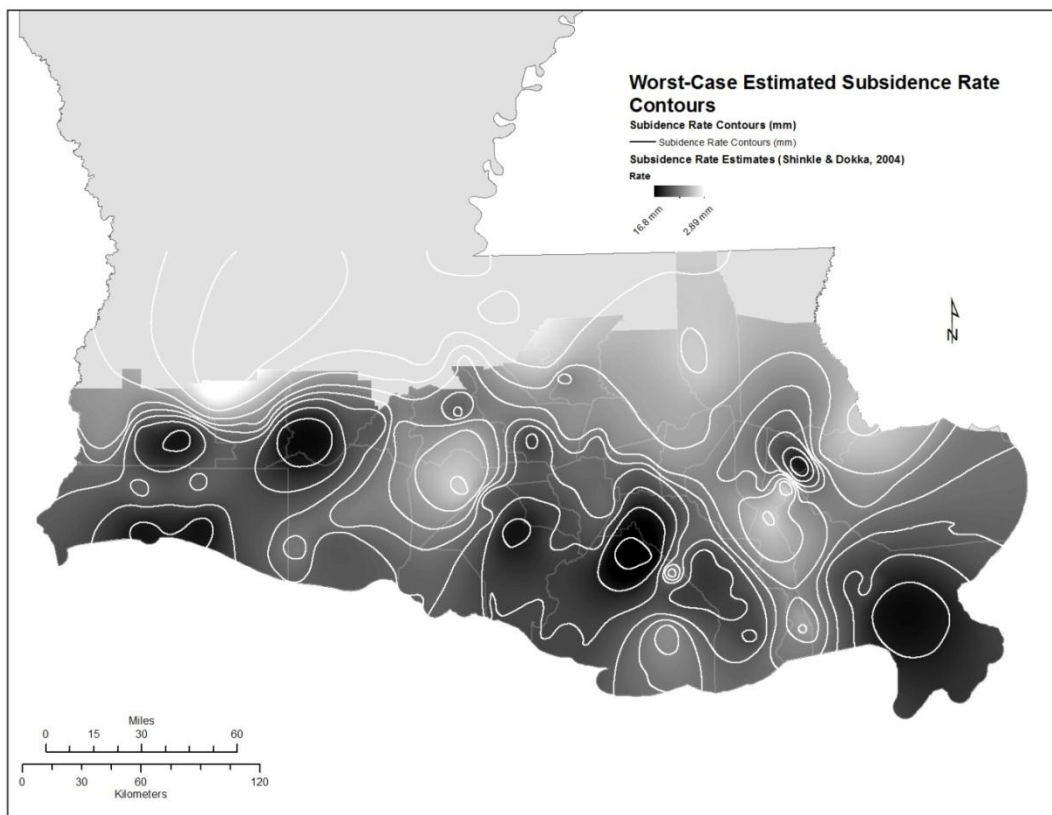 Worst-Case Estimated Subsidence Rate
Contours
Subidence Rate Contours (mm)
Subsidence Rate Contours (mm)
Subsidence Rate Estimates (Shinkle & Dokka, 2004)
Rate
16.8 mm
2.89 mm
N
Miles
0 15 30 60
0 30 60 120
Kilometers